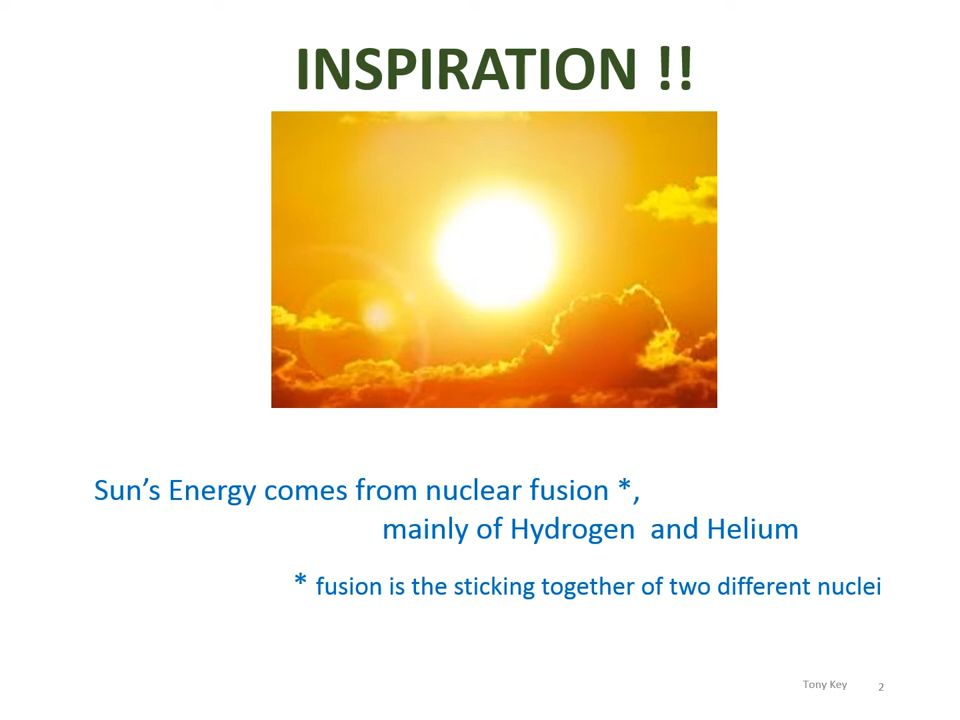 INSPIRATION !!
Sun’s Energy comes from nuclear fusion *,
mainly of Hydrogen and Helium
* fusion is the sticking together of two different nuclei
Tony Key 2